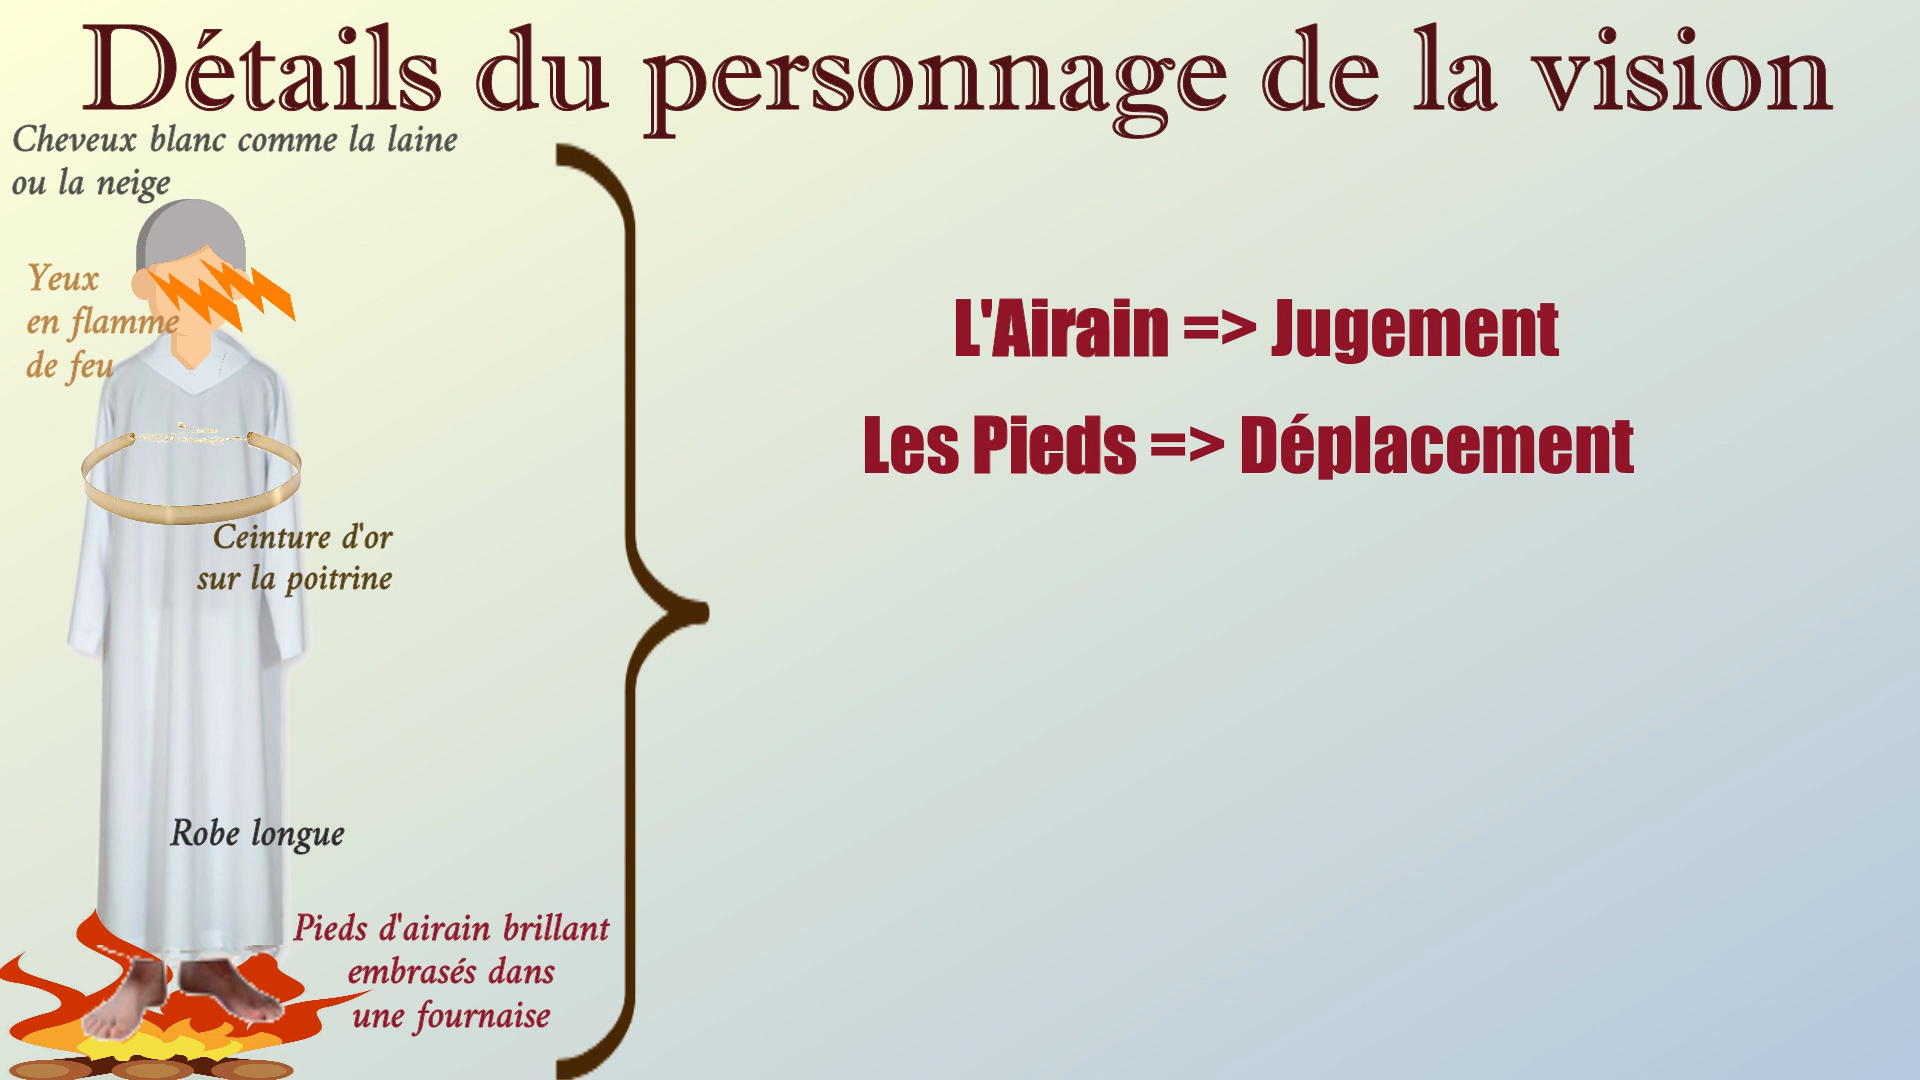 Détails du personnage de la vision
Cheveux blanc comme la laine
ou la neige
Yeux
en flamme
de feu
Ceinture d'or
sur la poitrine
Robe longue
Pieds d'airain brillant
embrasés dans
une fournaise
L'Airain => Jugement
Les Pieds => Déplacement